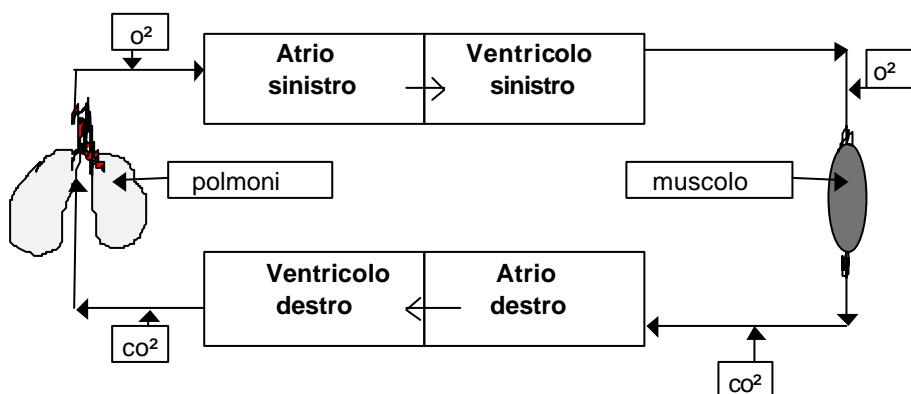 o²
Atrio
sinistro
Ventricolo
sinistro
o²
polmoni
muscolo
Ventricolo
destro
Atrio
destro
co²
co²